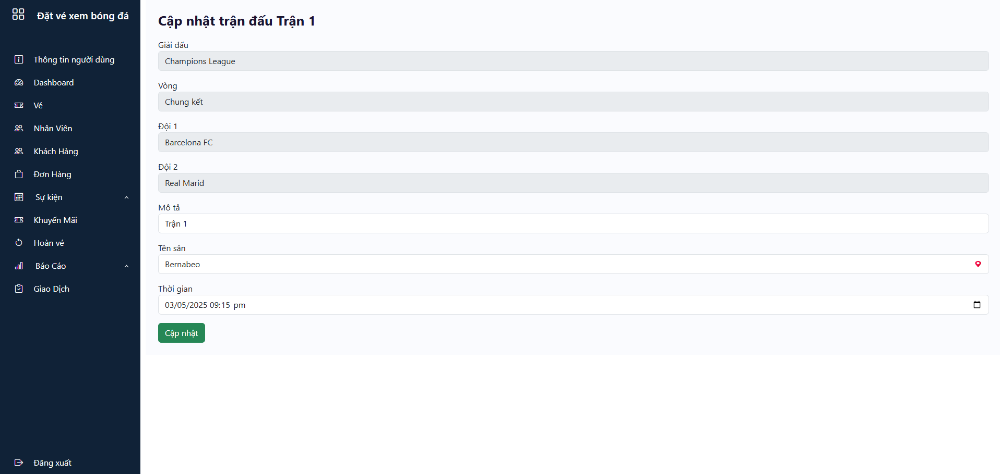 Đặt vé xem bóng đá
Thông tin người dùng
Dashboard
Vé
Nhân Viên
Khách Hàng
Đơn Hàng
Sự kiện
Khuyến Mãi
Hoàn vé
Báo Cáo
Giao Dịch
Đăng xuất
Cập nhật trận đấu Trận 1
Giải đấu
Champions League
Vòng
Chung kết
Đội 1
Barcelona FC
Đội 2
Real Marid
Mô tả
Trận 1
Tên sân
Bernabeo
Thời gian
03/05/2025 09:15 pm
Cập nhật